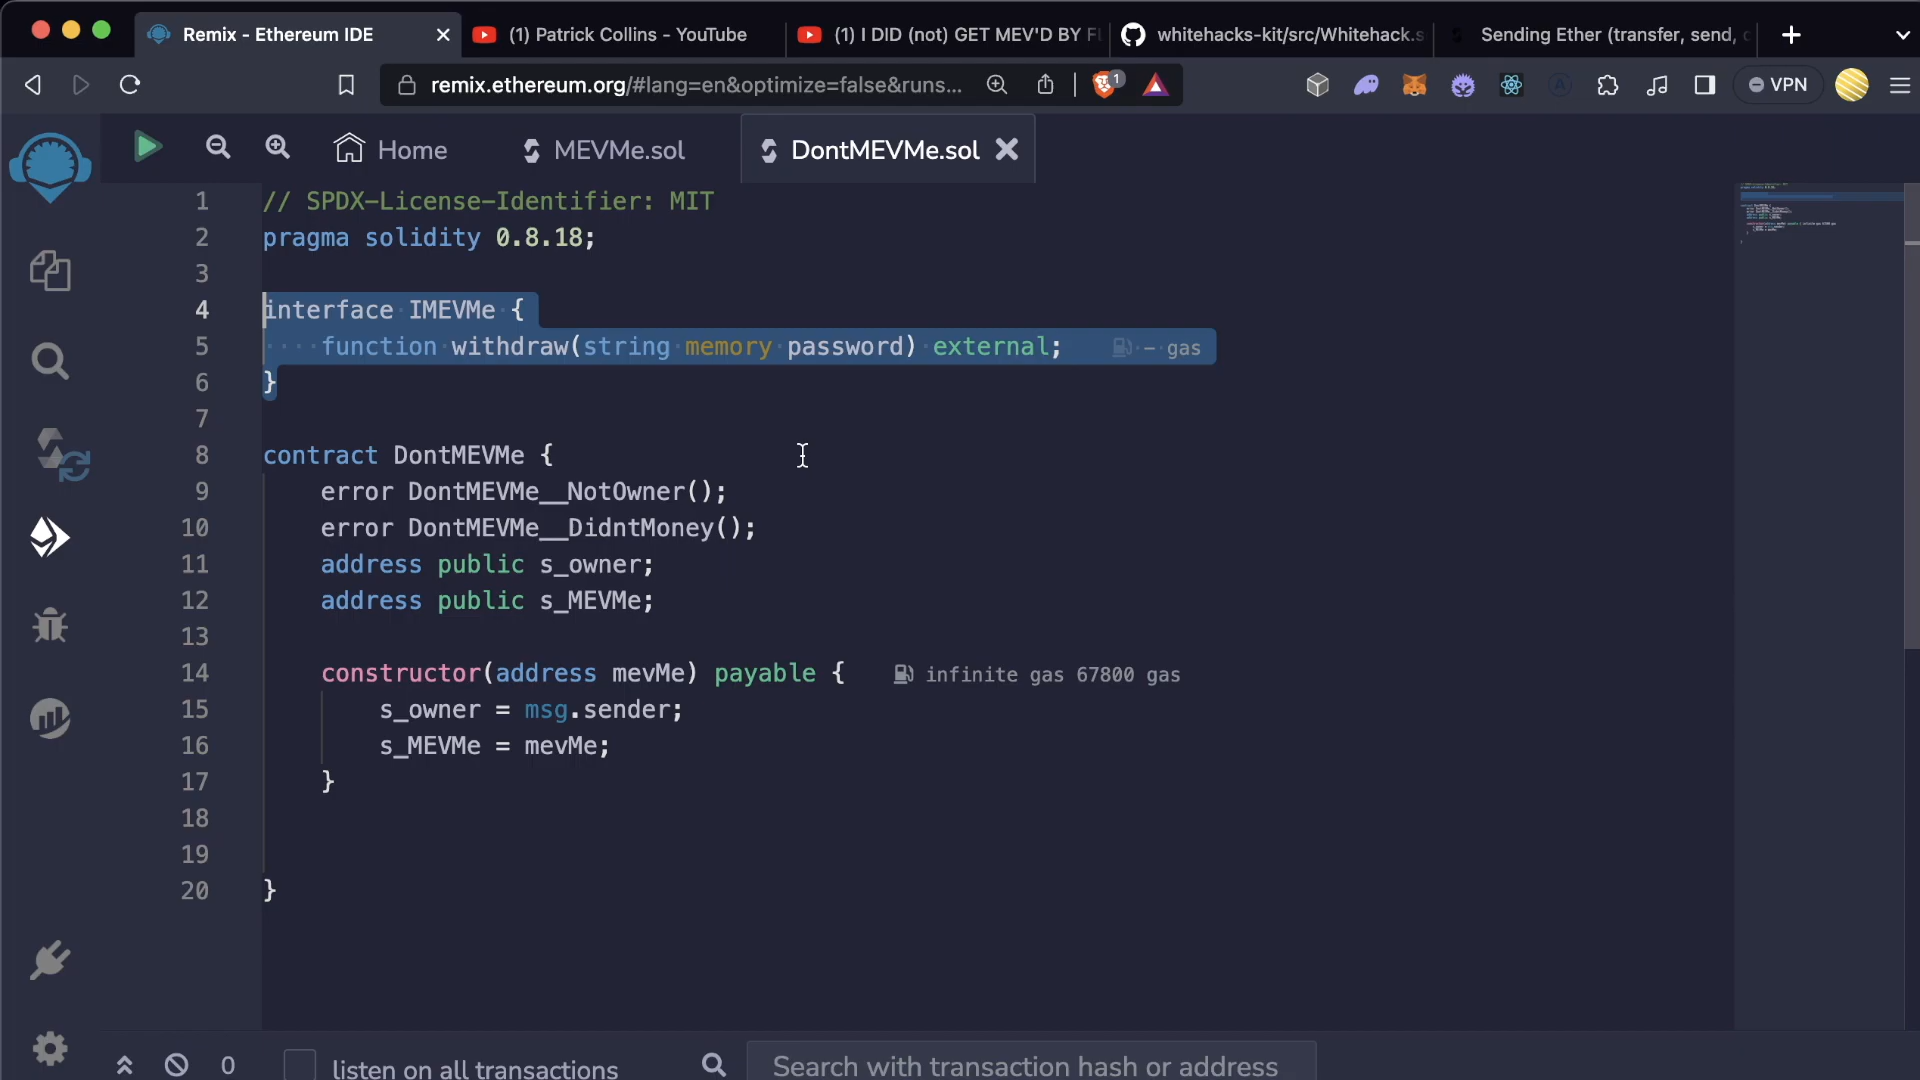 Remix - Ethereum IDE
(1) Patrick Collins - YouTube
(1) I DID (not) GET MEV'D BY
whitehacks-kit/src/Whitehack.s
Sending Ether (transfer, send,
remix.ethereum.org/#lang=en&optimize=false&runs...
1
VPN
Home
MEVMe.sol
DontMEVMe.sol
1 // SPDX-License-Identifier: MIT
2 pragma solidity 0.8.18;
3
4 interface IMEVMe {
5 function withdraw(string memory password) external; - gas
6 }
7
8 contract DontMEVMe {
9 error DontMEVMe__NotOwner();
10 error DontMEVMe__DidntMoney();
11 address public s_owner;
12 address public s_MEVMe;
13
14 constructor(address mevMe) payable { infinite gas 67800 gas
15 s_owner = msg.sender;
16 s_MEVMe = mevMe;
17 }
18
19
20 }
0
listen on all transactions
Search with transaction hash or address